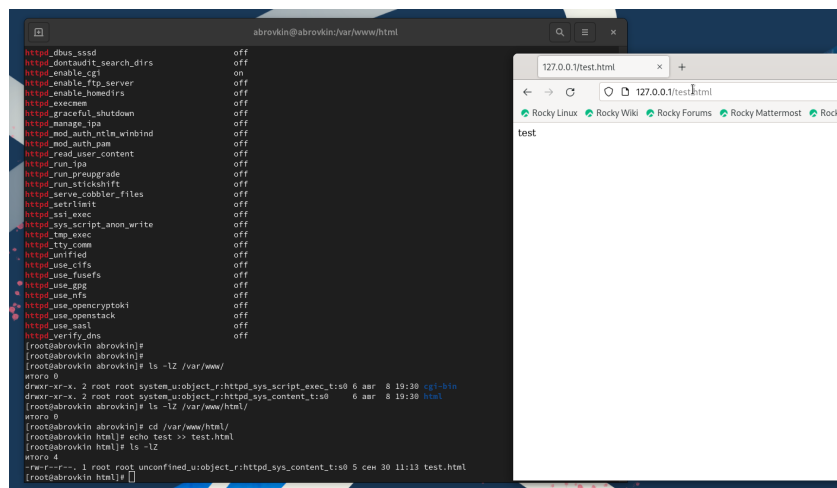 abrovkin@abrovkin:/var/www/html
httpd_dbus_sssd off
httpd_dontaudit_search_dirs off
httpd_enable_cgi on
httpd_enable_ftp_server off
httpd_enable_homedirs off
httpd_execmem off
httpd_graceful_shutdown off
httpd_manage_ipa off
httpd_mod_auth_ntlm_winbind off
httpd_mod_auth_pam off
httpd_read_user_content off
httpd_run_ipa off
httpd_run_preupgrade off
httpd_run_stickshift off
httpd_serve_cobbler_files off
httpd_setrlimit off
httpd_ssi_exec off
httpd_sys_script_anon_write off
httpd_tmp_exec off
httpd_tty_comm off
httpd_unified off
httpd_use_cifs off
httpd_use_fusefs off
httpd_use_gpg off
httpd_use_nfs off
httpd_use_opencryptoki off
httpd_use_openstack off
httpd_use_sasl off
httpd_verify_dns off
[root@abrovkin abrovkin]#
[root@abrovkin abrovkin]#
[root@abrovkin abrovkin]# ls -lZ /var/www/
итого 0
drwxr-xr-x. 2 root root system_u:object_r:httpd_sys_script_exec_t:s0 6 авг 8 19:30 cgi-bin
drwxr-xr-x. 2 root root system_u:object_r:httpd_sys_content_t:s0 6 авг 8 19:30 html
[root@abrovkin abrovkin]# ls -lZ /var/www/html/
итого 0
[root@abrovkin abrovkin]# cd /var/www/html/
[root@abrovkin html]# echo test >> test.html
[root@abrovkin html]# ls -lZ
итого 4
-rw-r--r--. 1 root root unconfined_u:object_r:httpd_sys_content_t:s0 5 сен 30 11:13 test.html
[root@abrovkin html]#
127.0.0.1/test.html
127.0.0.1/test.html
Rocky Linux Rocky Wiki Rocky Forums Rocky Mattermost Rock
test